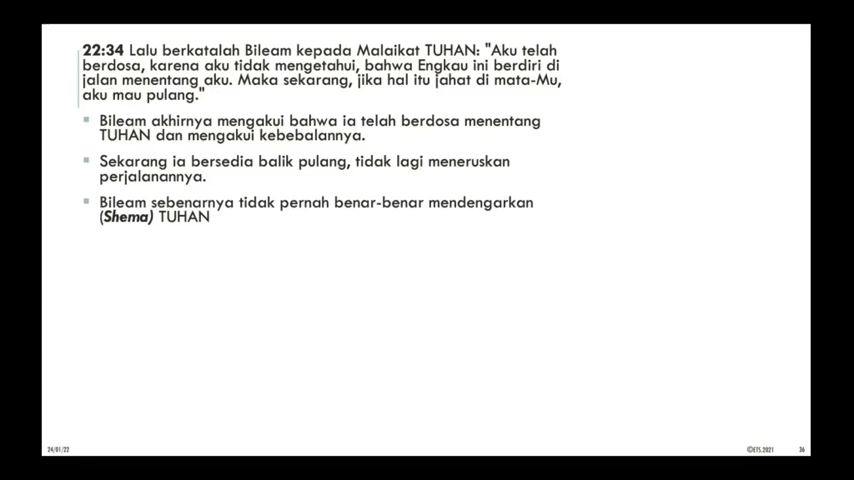 22:34 Lalu berkatalah Bileam kepada Malaikat TUHAN: "Aku telah
berdosa, karena aku tidak mengetahui, bahwa Engkau ini berdiri di
jalan menentang aku. Maka sekarang, jika hal itu jahat di mata-Mu,
aku mau pulang."
▪ Bileam akhirnya mengakui bahwa ia telah berdosa menentang
TUHAN dan mengakui kebebalannya.
▪ Sekarang ia bersedia balik pulang, tidak lagi meneruskan
perjalanannya.
▪ Bileam sebenarnya tidak pernah benar-benar mendengarkan
(Shema) TUHAN
24/01/22
©ETS.2021
36